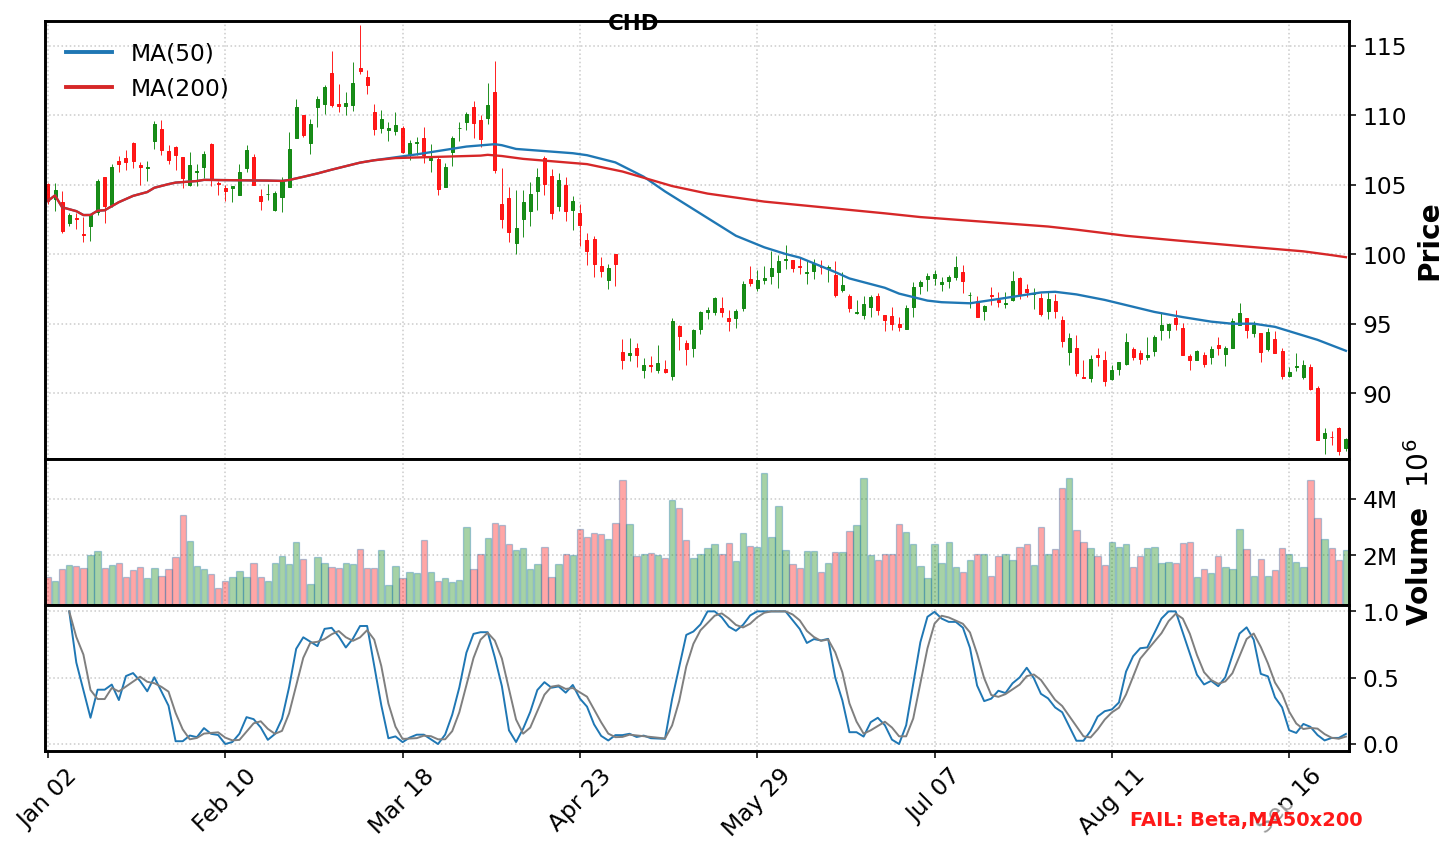 CHD
MA(50)
MA(200)
115
110
105
100
95
90
Price
10^6
4M
2M
Volume
1.0
0.5
0.0
Jan 02
Feb 10
Mar 18
Apr 23
May 29
Jul 07
Aug 11
Sep 16
FAIL: Beta,MA50x200